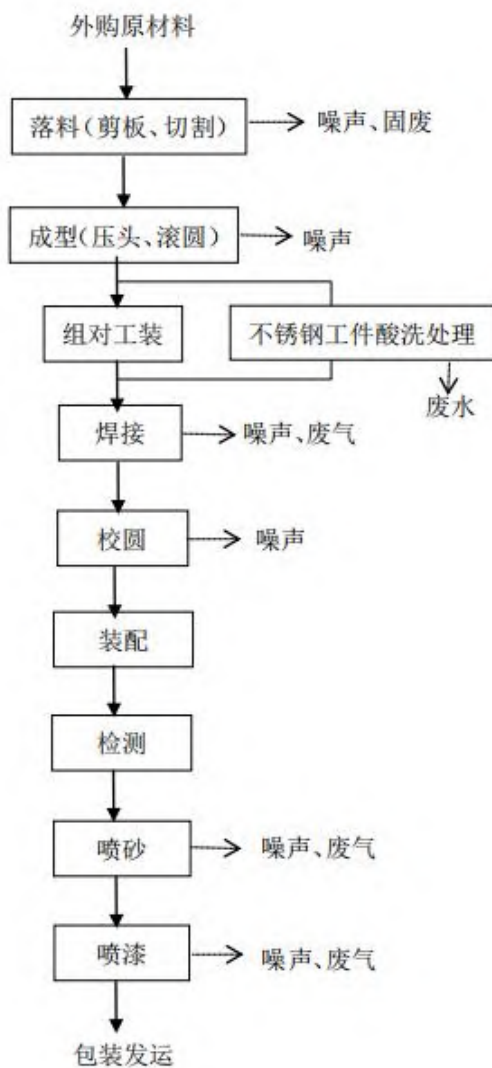 外购原材料
落料(剪板、切割)
噪声、固废
成型(压头、滚圆)
噪声
组对工装
不锈钢工件酸洗处理
废水
焊接
噪声、废气
校圆
噪声
装配
检测
喷砂
噪声、废气
喷漆
噪声、废气
包装发运